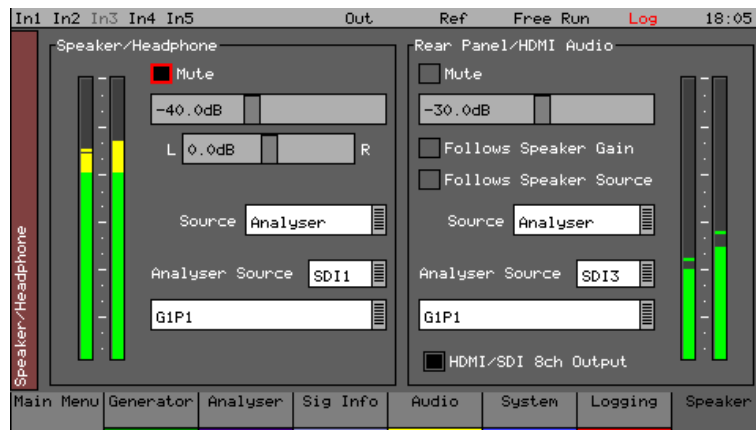 In1 In2 In3 In4 In5 Out Ref Free Run Log 18:05
Speaker/Headphone
Speaker/Headphone
Mute
-40.0dB
L 0.0dB R
Source Analyser
Analyser Source SDI1
G1P1
Rear Panel/HDMI Audio
Mute
-30.0dB
Follows Speaker Gain
Follows Speaker Source
Source Analyser
Analyser Source SDI3
G1P1
HDMI/SDI 8ch Output
Main Menu Generator Analyser Sig Info Audio System Logging Speaker